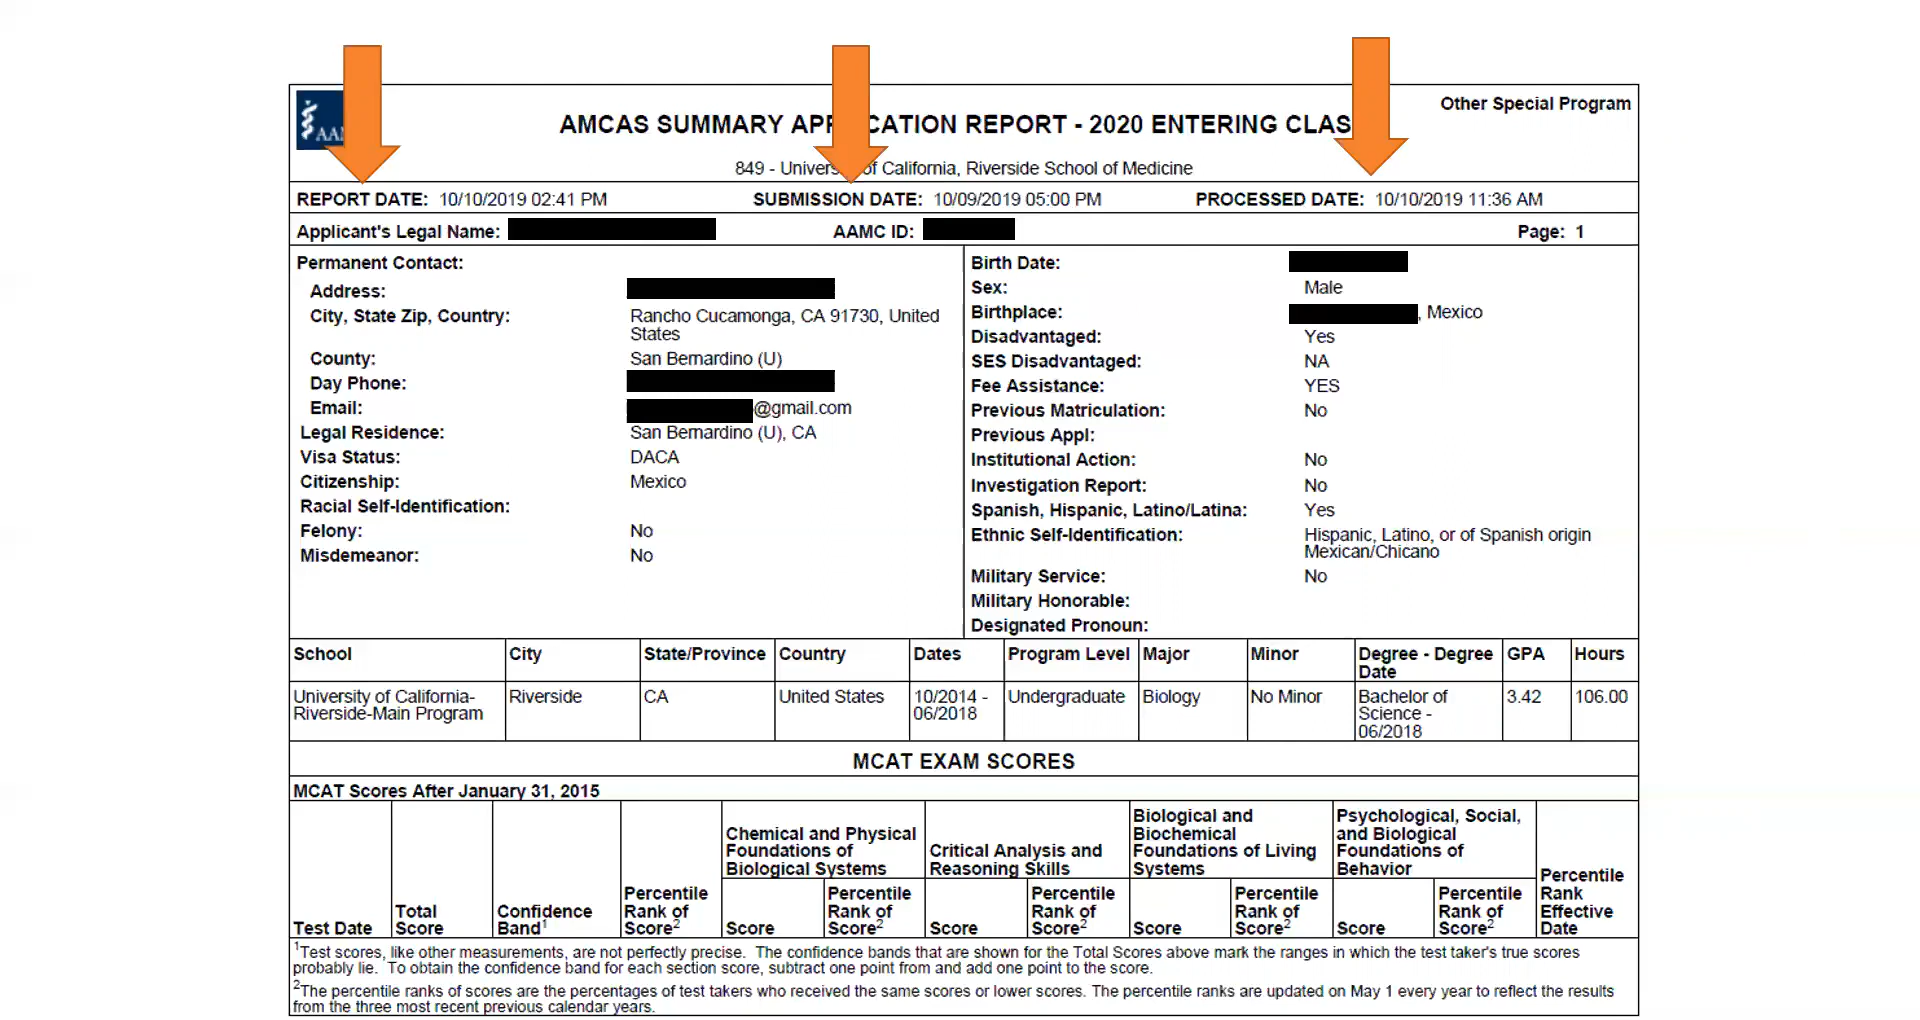 Other Special Program
AMCAS SUMMARY CATION REPORT - 2020 ENTERING
849 - of California, Riverside School of Medicine
REPORT DATE: 10/10/2019 02:41 PM SUBMISSION DATE: 10/09/2019 05:00 PM PROCESSED DATE: 10/10/2019 11:36 AM
Applicant's Legal Name: AAMC ID: Page: 1
Permanent Contact:
Address:
City, State Zip, Country: Rancho Cucamonga, CA 91730, United
States
County: San Bernardino (U)
Day Phone:
Email: @gmail.com
Legal Residence: San Bernardino (U), CA
Visa Status: DACA
Citizenship: Mexico
Racial Self-Identification:
Felony: No
Misdemeanor: No
Birth Date:
Sex: Male
Birthplace: , Mexico
Disadvantaged: Yes
SES Disadvantaged: NA
Fee Assistance: YES
Previous Matriculation: No
Previous Appl:
Institutional Action: No
Investigation Report: No
Spanish, Hispanic, Latino/Latina: Yes
Ethnic Self-Identification: Hispanic, Latino, or of Spanish origin
Mexican/Chicano
Military Service: No
Military Honorable:
Designated Pronoun:
School City State/Province Country Dates Program Level Major Minor Degree - Degree GPA Hours
Date
University of California- Riverside CA United States 10/2014 - Undergraduate Biology No Minor Bachelor of 3.42 106.00
Riverside-Main Program 06/2018 Science -
06/2018
MCAT EXAM SCORES
MCAT Scores After January 31, 2015
Test Date
Total
Score
Confidence
Band1
Percentile
Rank of
Score2
Chemical and Physical
Foundations of
Biological Systems
Score
Percentile
Rank of
Score2
Critical Analysis and
Reasoning Skills
Score
Percentile
Rank of
Score2
Biological and
Biochemical
Foundations of Living
Systems
Score
Percentile
Rank of
Score2
Psychological, Social,
and Biological
Foundations of
Behavior
Score
Percentile
Rank of
Score2
Percentile
Rank
Effective
Date
1Test scores, like other measurements, are not perfectly precise. The confidence bands that are shown for the Total Scores above mark the ranges in which the test taker's true scores
probably lie. To obtain the confidence band for each section score, subtract one point from and add one point to the score.
2The percentile ranks of scores are the percentages of test takers who received the same scores or lower scores. The percentile ranks are updated on May 1 every year to reflect the results
from the three most recent previous calendar years.